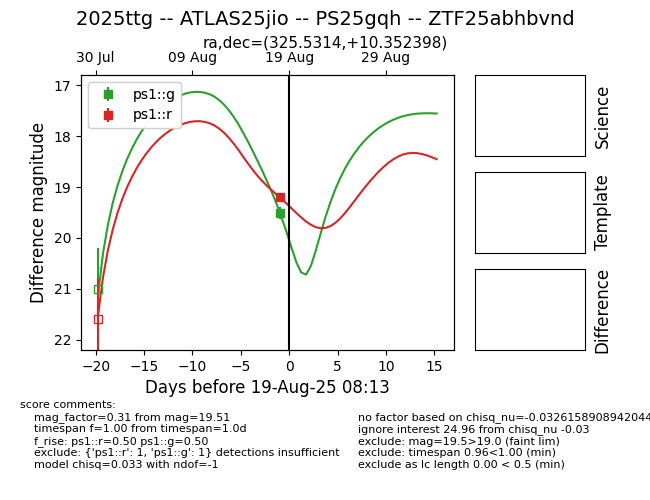 2025ttg -- ATLAS25jio -- PS25gqh -- ZTF25abhbvnd
ra,dec=(325.5314,+10.352398)
30 Jul 09 Aug 19 Aug 29 Aug
ps1::g
ps1::r
17
18
19
20
21
22
Difference magnitude
−20 −15 −10 −5 0 5 10 15
Days before 19-Aug-25 08:13
Science
Template
Difference
score comments:
mag_factor=0.31 from mag=19.51
timespan f=1.00 from timespan=1.0d
f_rise: ps1::r=0.50 ps1::g=0.50
exclude: {'ps1::r': 1, 'ps1::g': 1} detections insufficient
model chisq=0.033 with ndof=-1
no factor based on chisq_nu=-0.0326158908942044
ignore interest 24.96 from chisq_nu -0.03
exclude: mag=19.5>19.0 (faint lim)
exclude: timespan 0.96<1.00 (min)
exclude as lc length 0.00 < 0.5 (min)